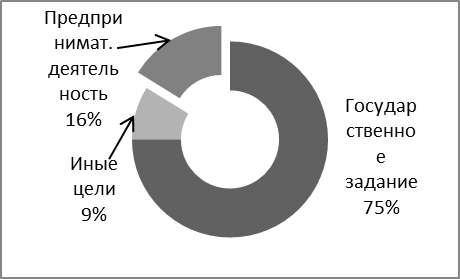 Предпри
нимат.
деятель
ность
16%
Иные
цели
9%
Государ
ственно
е
задание
75%